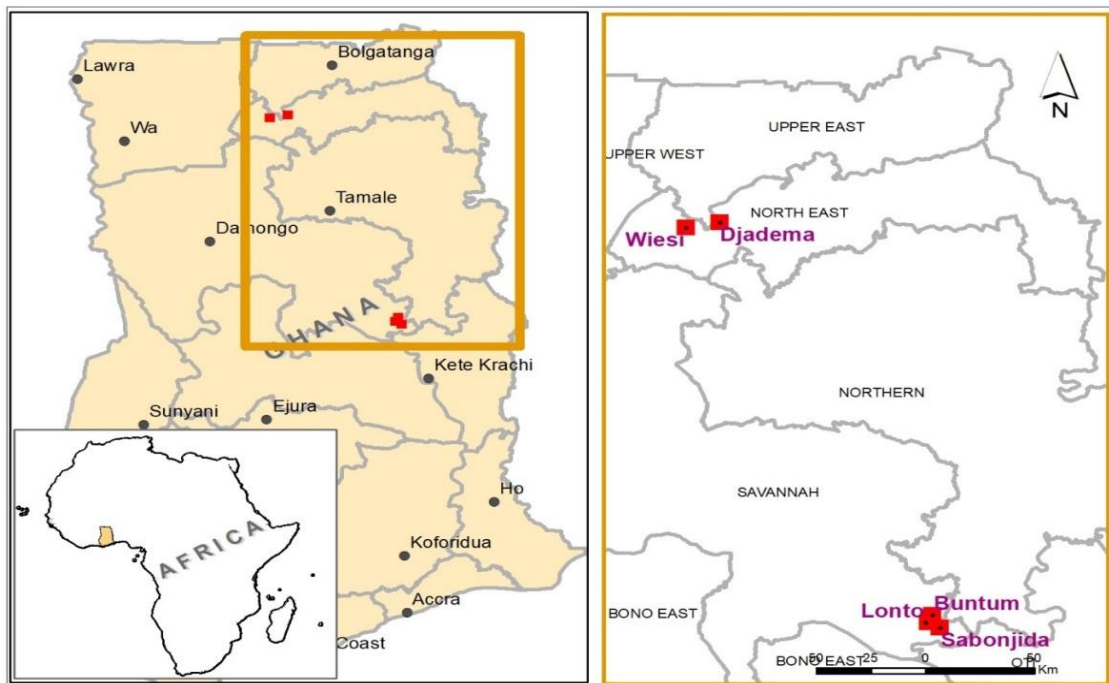 Bolgatanga
Lawra
Wa
Tamale
Damongo
GHANA
Kete Krachi
Sunyani
Ejura
Ho
Koforidua
Accra
Coast
AFRICA
N
UPPER EAST
UPPER WEST
NORTH EAST
Wiesi
Djadema
NORTHERN
SAVANNAH
BONO EAST
Lonto
Buntum
Sabonjida
BONO EAST
OTI
50 25 0 50
Km